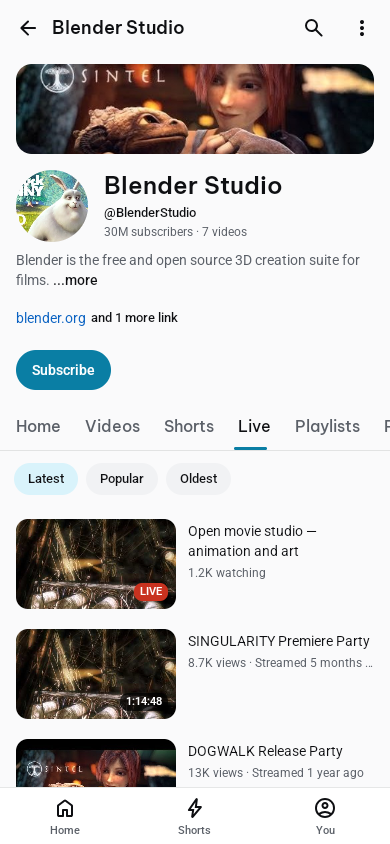 Blender Studio
SINTEL
Blender Studio
@BlenderStudio
30M subscribers · 7 videos
Blender is the free and open source 3D creation suite for
films. ...more
blender.org and 1 more link
Subscribe
Home Videos Shorts Live Playlists
Latest Popular Oldest
Open movie studio —
animation and art
1.2K watching
LIVE
SINGULARITY Premiere Party
8.7K views · Streamed 5 months ...
1:14:48
DOGWALK Release Party
13K views · Streamed 1 year ago
SINTEL
Home Shorts You